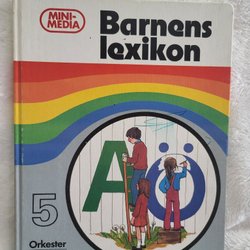 MINI-
MEDIA
Barnens
lexikon
A Ö
5
Orkester